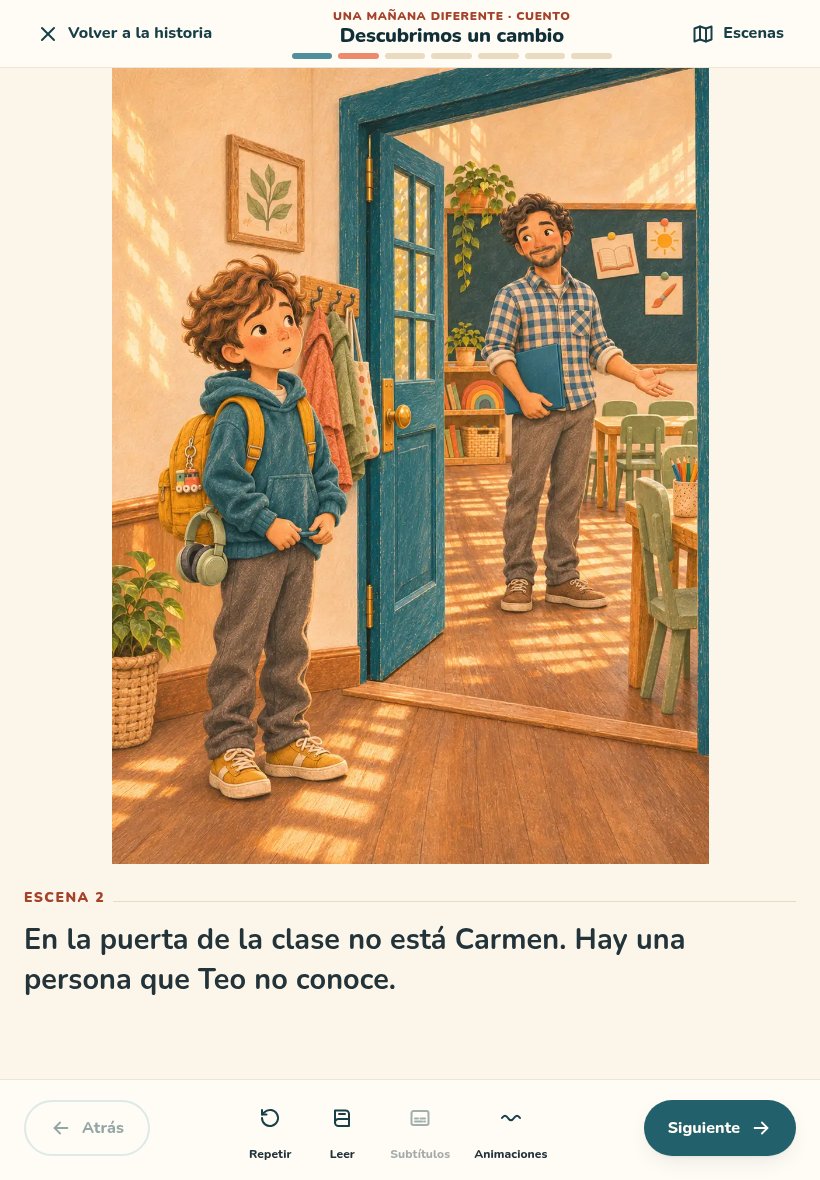 UNA MAÑANA DIFERENTE · CUENTO
Volver a la historia
Descubrimos un cambio
Escenas
ESCENA 2
En la puerta de la clase no está Carmen. Hay una
persona que Teo no conoce.
Atrás
Repetir
Leer
Subtítulos
Animaciones
Siguiente